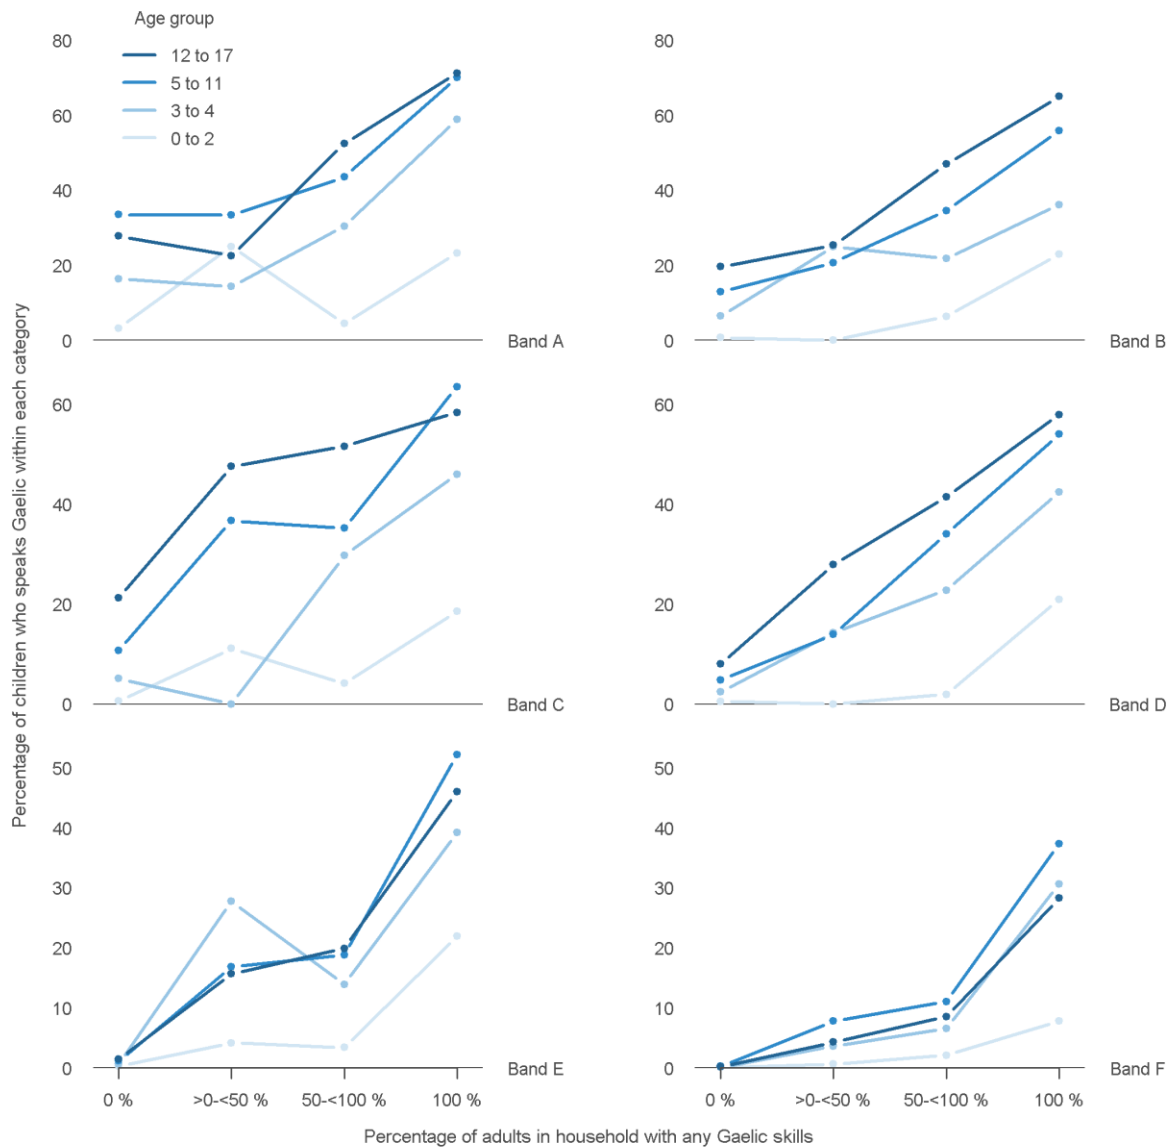 Age group
12 to 17
5 to 11
3 to 4
0 to 2
80
60
40
20
0
Band A
80
60
40
20
0
Band B
60
40
20
0
Band C
60
40
20
0
Band D
50
40
30
20
10
0
Band E
50
40
30
20
10
0
Band F
0 %
>0-<50 %
50-<100 %
100 %
0 %
>0-<50 %
50-<100 %
100 %
Percentage of children who speaks Gaelic within each category
Percentage of adults in household with any Gaelic skills